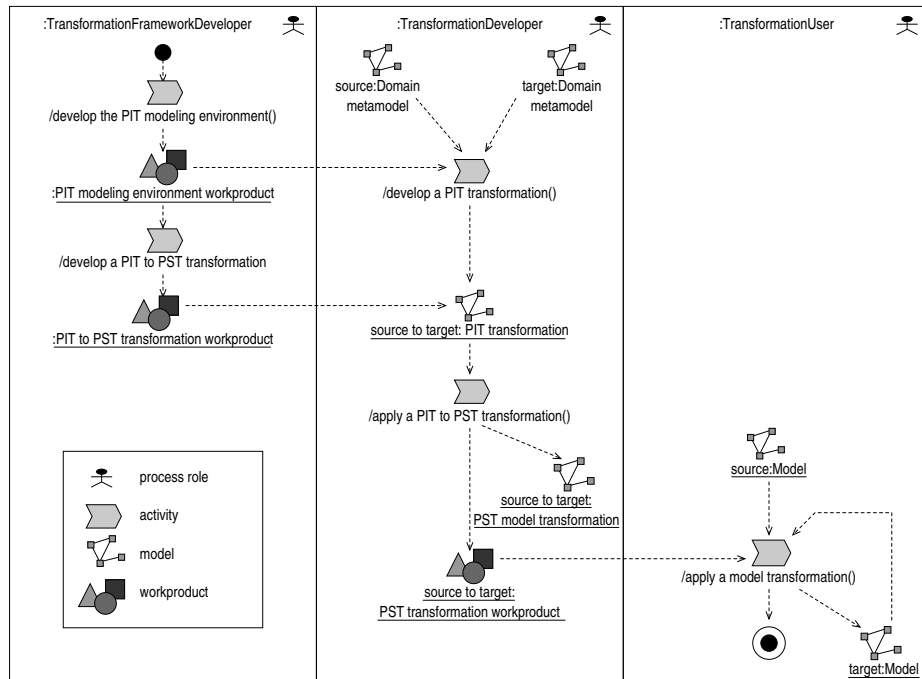 :TransformationFrameworkDeveloper
/develop the PIT modeling environment()
:PIT modeling environment workproduct
/develop a PIT to PST transformation
:PIT to PST transformation workproduct
process role
activity
model
workproduct
:TransformationDeveloper
source:Domain
metamodel
target:Domain
metamodel
/develop a PIT transformation()
source to target: PIT transformation
/apply a PIT to PST transformation()
source to target:
PST model transformation
source to target:
PST transformation workproduct
:TransformationUser
source:Model
/apply a model transformation()
target:Model